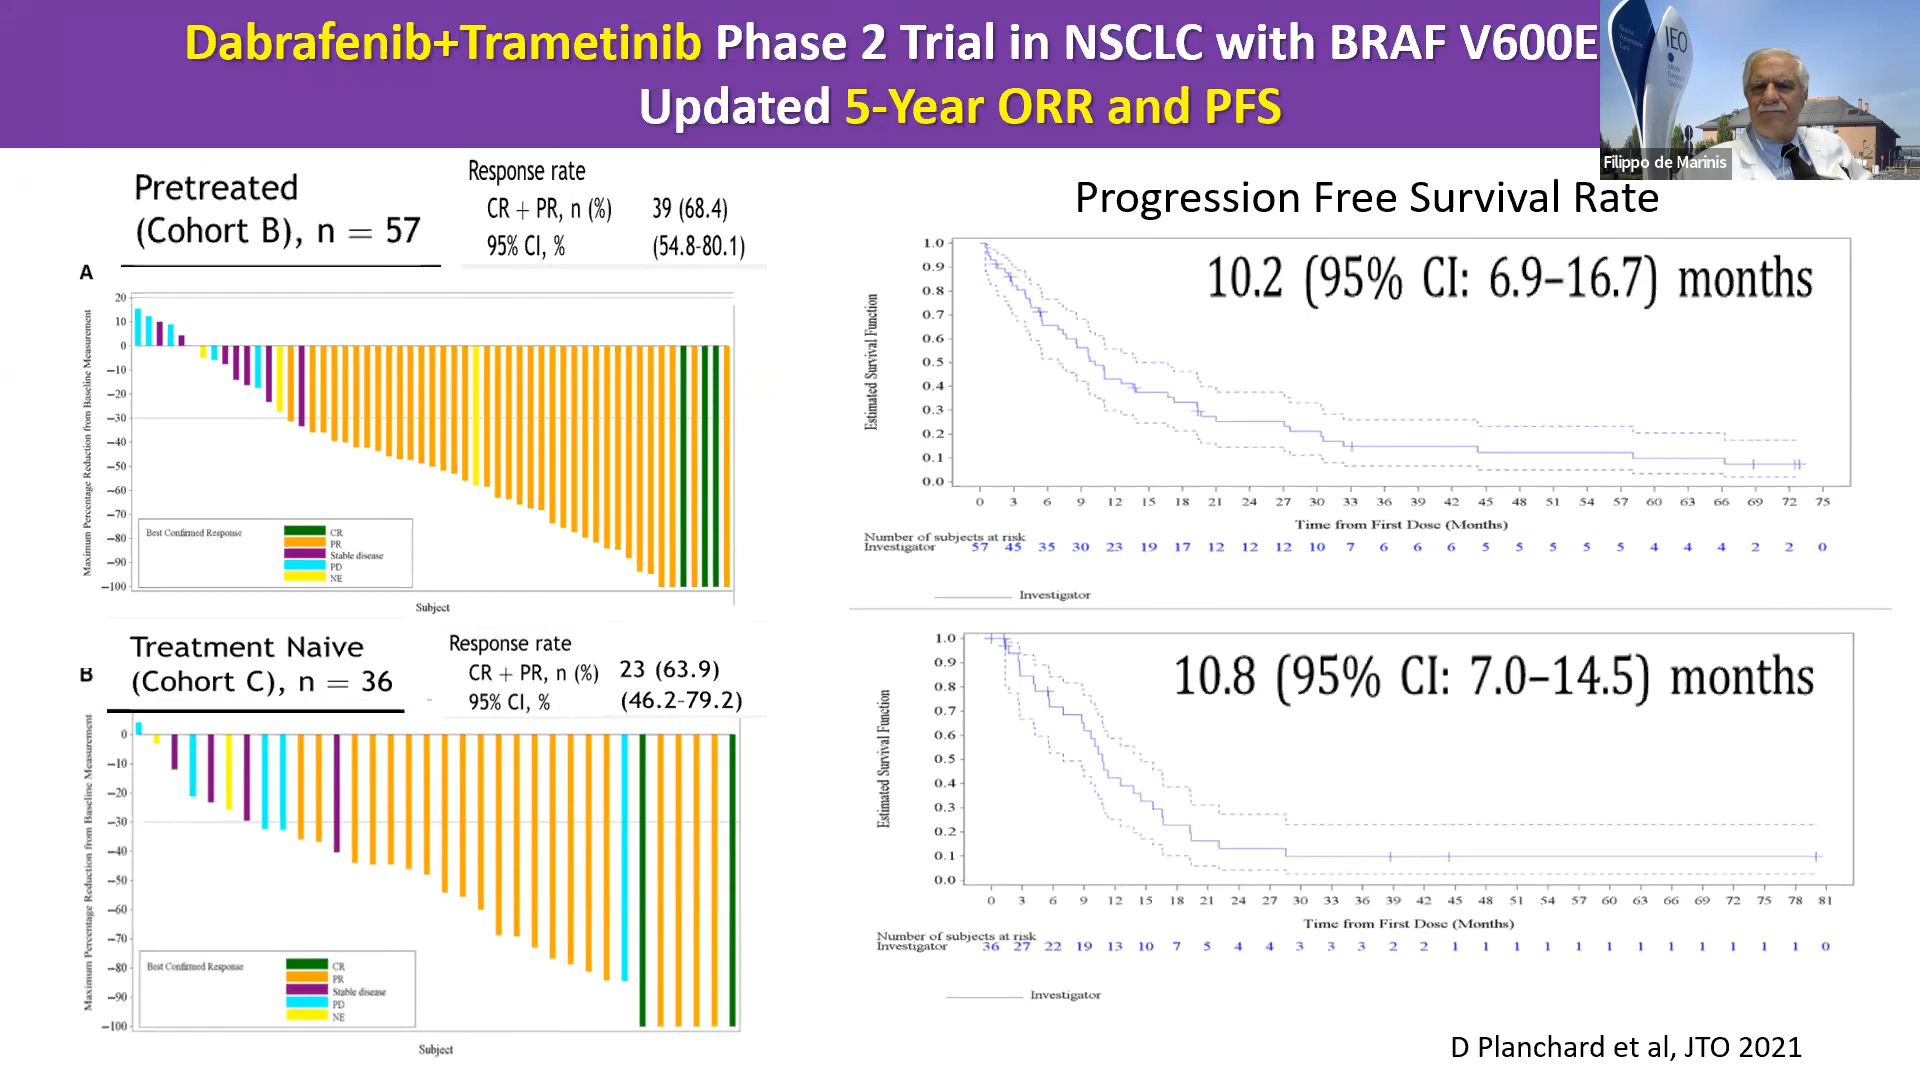 Dabrafenib+Trametinib Phase 2 Trial in NSCLC with BRAF V600E
Updated 5-Year ORR and PFS
IEO
Filippo de Marinis
Pretreated
(Cohort B), n = 57
Response rate
CR + PR, n (%) 39 (68.4)
95% CI, % (54.8-80.1)
A
Maximum Percentage Reduction from Baseline Measurement
20
10
0
−10
−20
−30
−40
−50
−60
−70
−80
−90
−100
Best Confirmed Response
CR
PR
Stable disease
PD
NE
Subject
Treatment Naive
(Cohort C), n = 36
Response rate
CR + PR, n (%) 23 (63.9)
95% CI, % (46.2-79.2)
B
Maximum Percentage Reduction from Baseline Measurement
0
−10
−20
−30
−40
−50
−60
−70
−80
−90
−100
Best Confirmed Response
CR
PR
Stable disease
PD
NE
Subject
Progression Free Survival Rate
10.2 (95% CI: 6.9–16.7) months
Estimated Survival Function
1.0
0.9
0.8
0.7
0.6
0.5
0.4
0.3
0.2
0.1
0.0
0 3 6 9 12 15 18 21 24 27 30 33 36 39 42 45 48 51 54 57 60 63 66 69 72 75
Time from First Dose (Months)
Number of subjects at risk
Investigator 57 45 35 30 23 19 17 12 12 12 10 7 6 6 6 5 5 5 5 5 4 4 4 2 2 0
Investigator
10.8 (95% CI: 7.0–14.5) months
Estimated Survival Function
1.0
0.9
0.8
0.7
0.6
0.5
0.4
0.3
0.2
0.1
0.0
0 3 6 9 12 15 18 21 24 27 30 33 36 39 42 45 48 51 54 57 60 63 66 69 72 75 78 81
Time from First Dose (Months)
Number of subjects at risk
Investigator 36 27 22 19 13 10 7 5 4 4 3 3 3 2 2 1 1 1 1 1 1 1 1 1 1 1 1 0
Investigator
D Planchard et al, JTO 2021